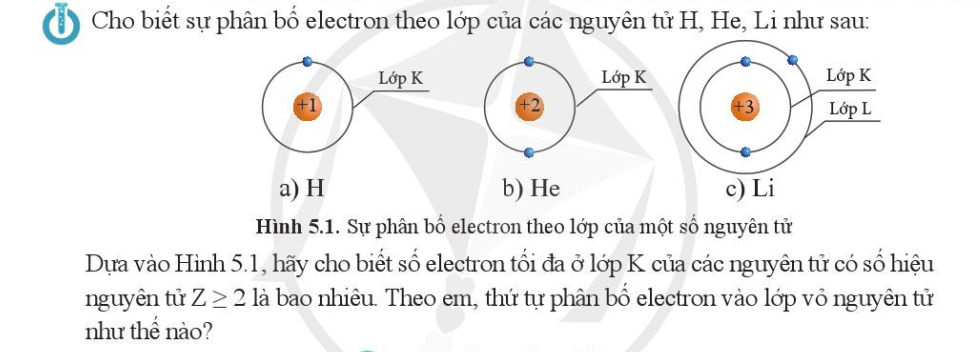 Cho biết sự phân bố electron theo lớp của các nguyên tử H, He, Li như sau:
Lớp K
+1
Lớp K
+2
Lớp K
+3
Lớp L
a) H
b) He
c) Li
Hình 5.1. Sự phân bố electron theo lớp của một số nguyên tử
Dựa vào Hình 5.1, hãy cho biết số electron tối đa ở lớp K của các nguyên tử có số hiệu
nguyên tử Z ≥ 2 là bao nhiêu. Theo em, thứ tự phân bố electron vào lớp vỏ nguyên tử
như thế nào?